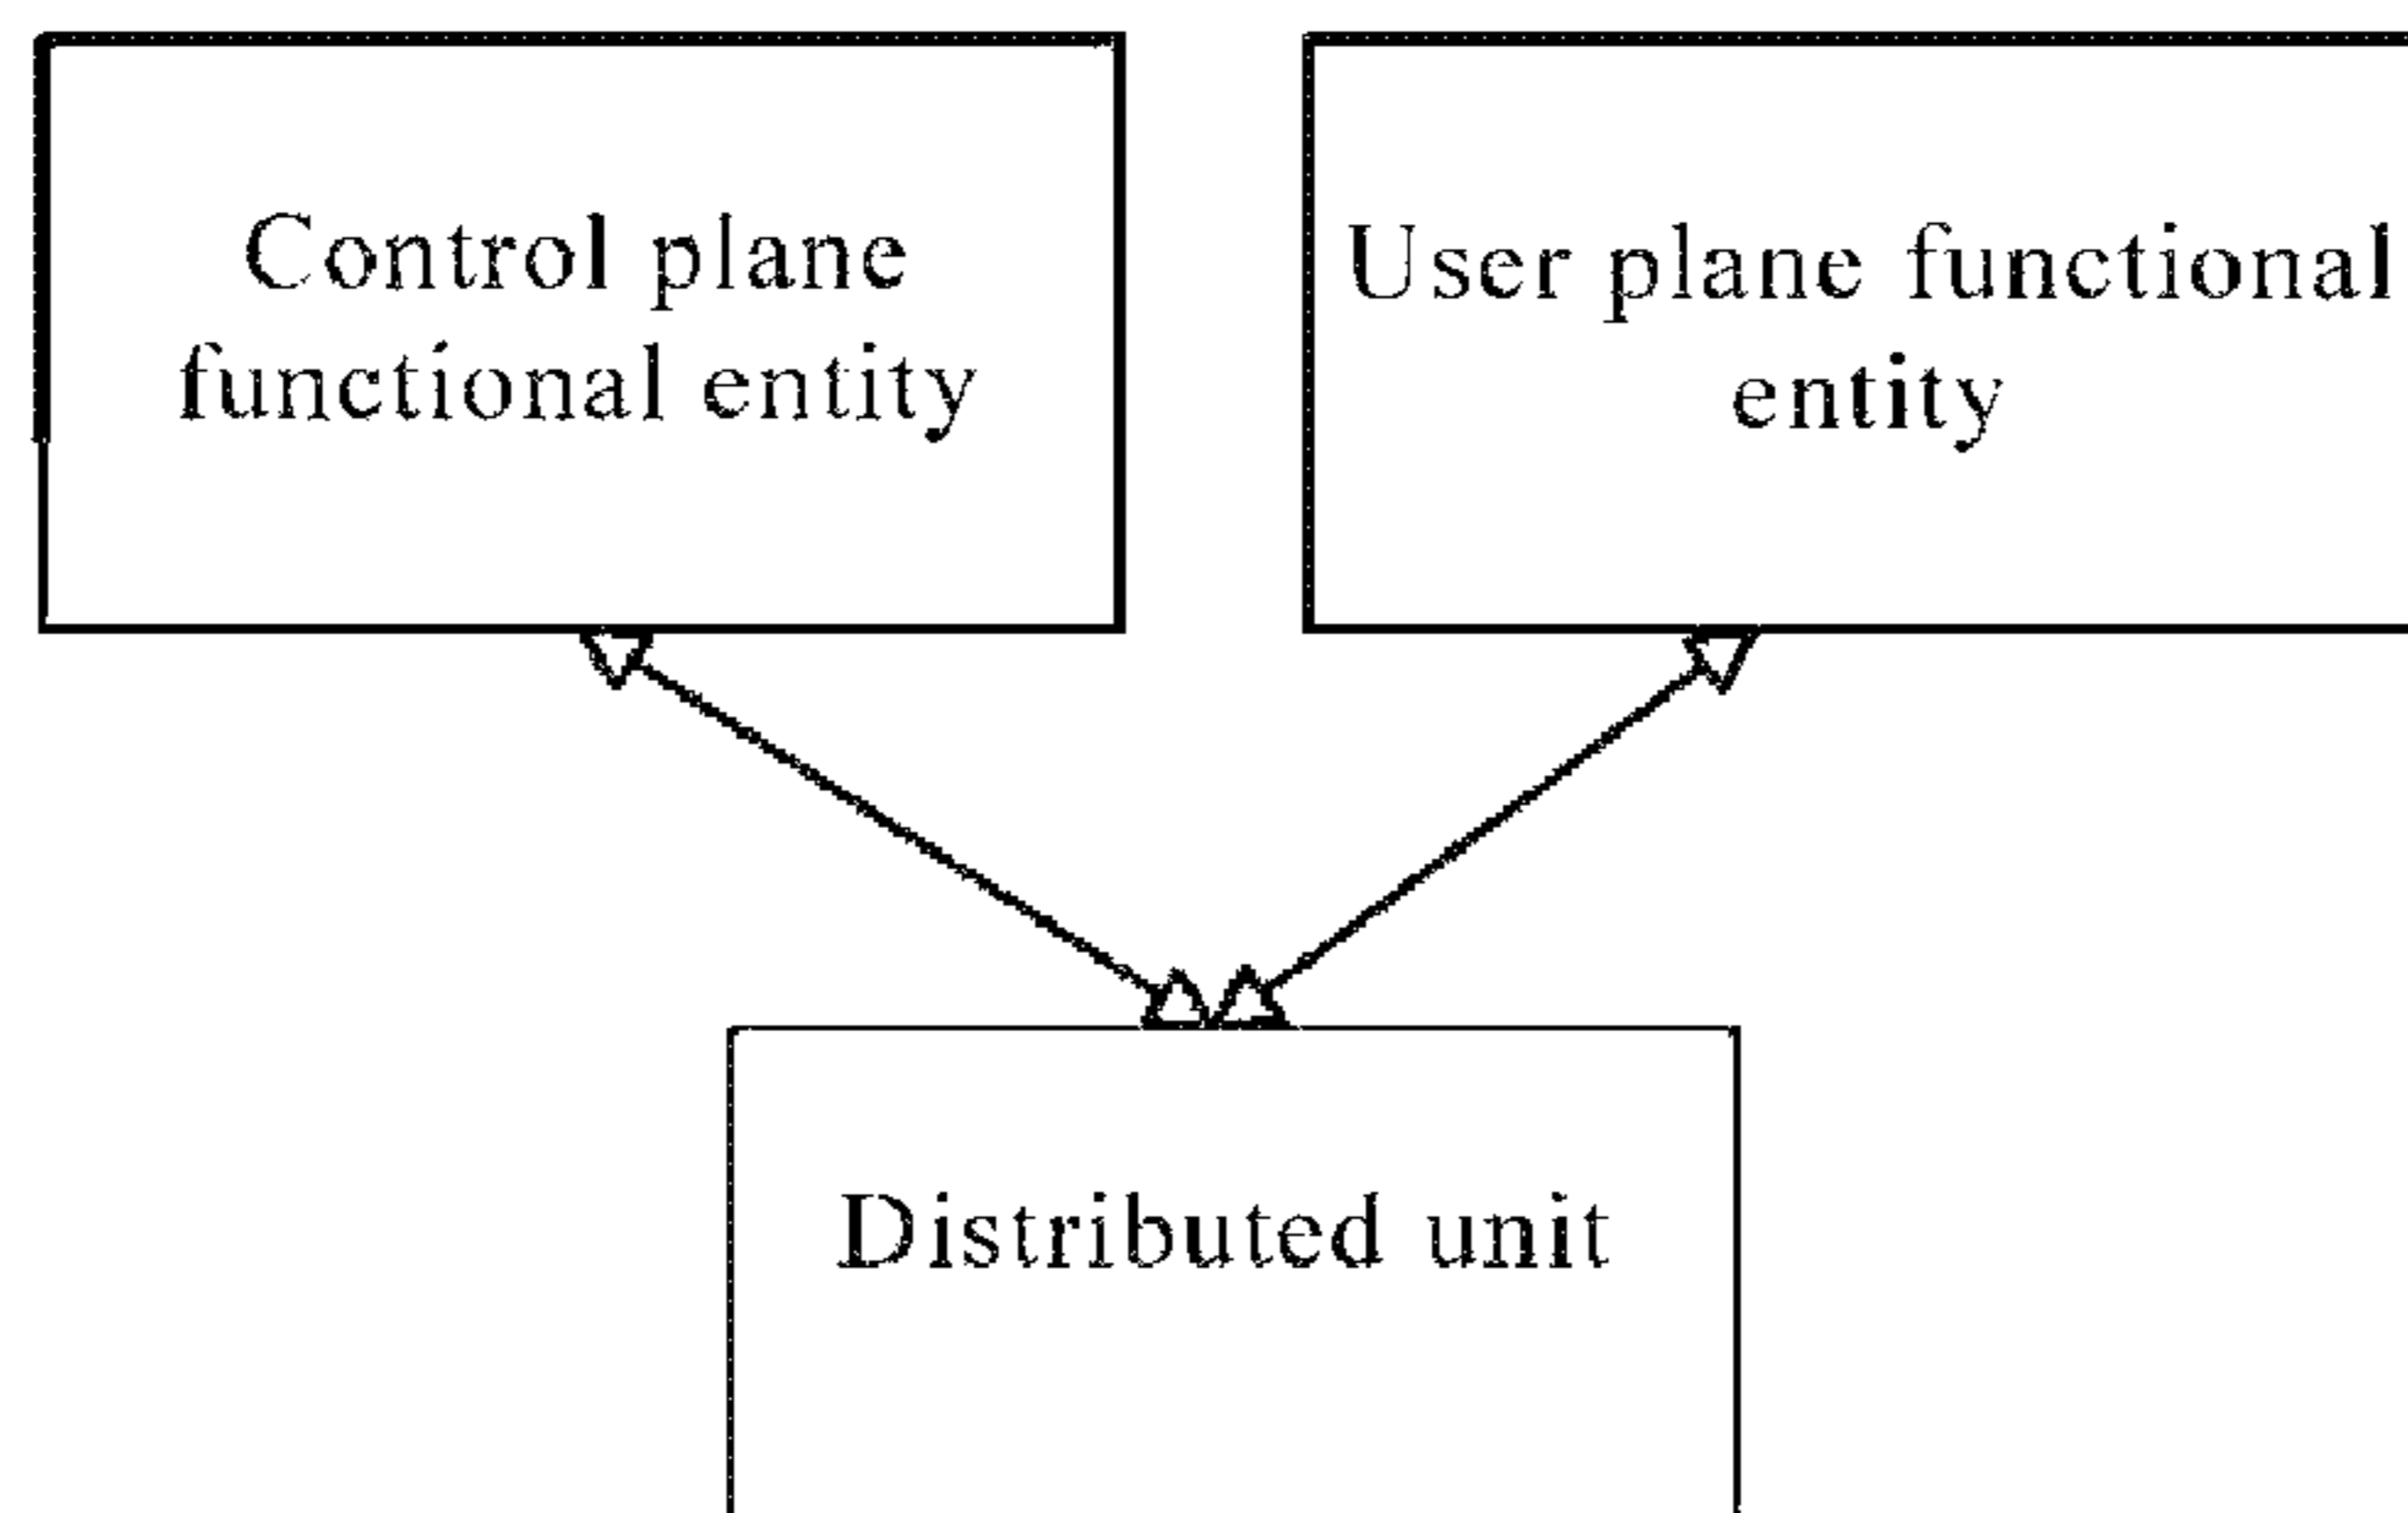 Control plane
functional entity
User plane functional
entity
Distributed unit